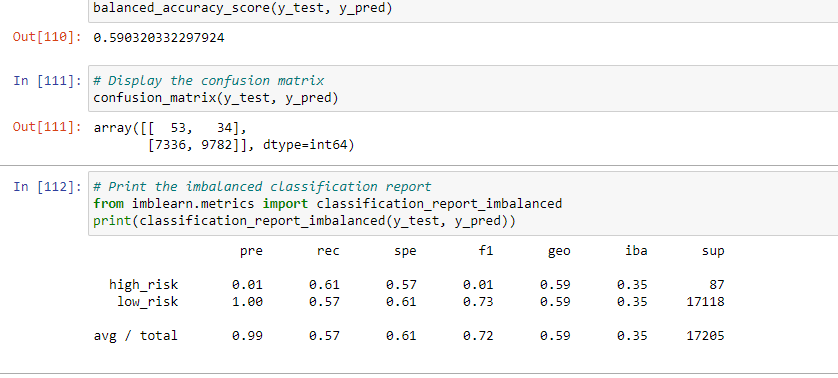 balanced_accuracy_score(y_test, y_pred)
Out[110]: 0.590320332297924
In [111]: # Display the confusion matrix
confusion_matrix(y_test, y_pred)
Out[111]: array([[ 53, 34],
[7336, 9782]], dtype=int64)
In [112]: # Print the imbalanced classification report
from imblearn.metrics import classification_report_imbalanced
print(classification_report_imbalanced(y_test, y_pred))
pre rec spe f1 geo iba sup
high_risk 0.01 0.61 0.57 0.01 0.59 0.35 87
low_risk 1.00 0.57 0.61 0.73 0.59 0.35 17118
avg / total 0.99 0.57 0.61 0.72 0.59 0.35 17205